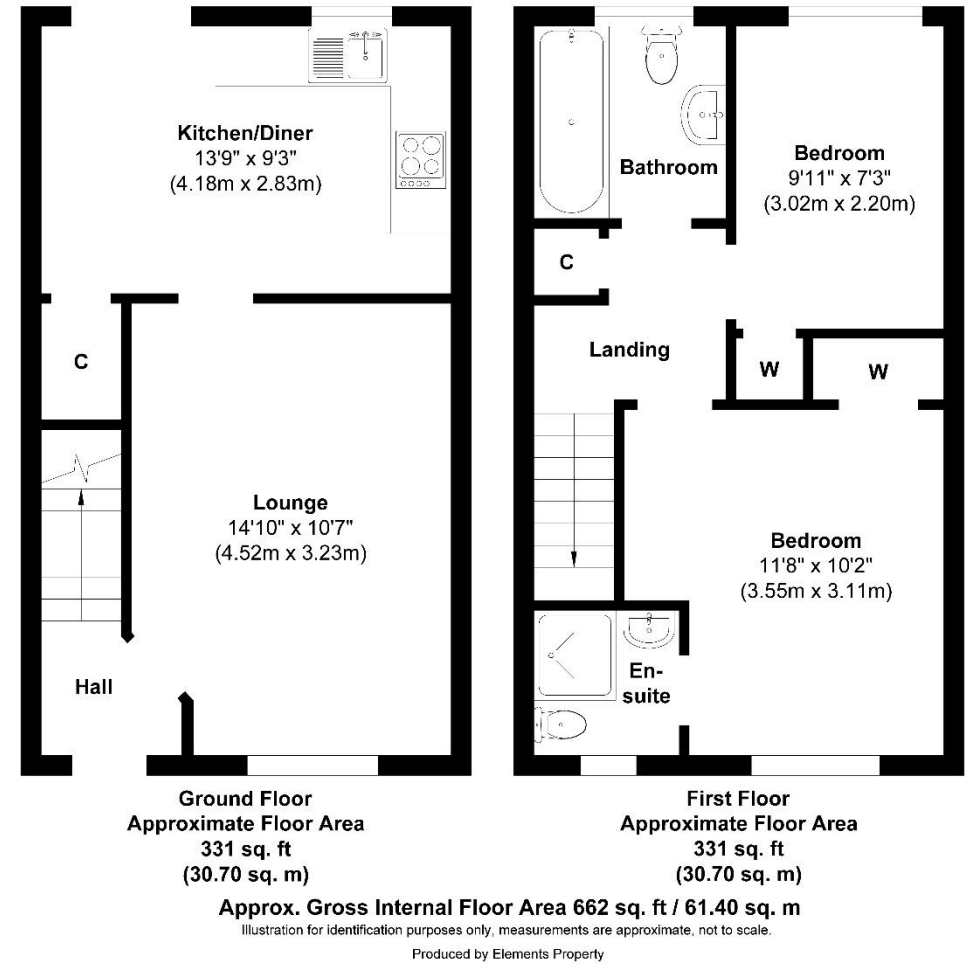 Kitchen/Diner
13'9" x 9'3"
(4.18m x 2.83m)
C
Lounge
14'10" x 10'7"
(4.52m x 3.23m)
Hall
Ground Floor
Approximate Floor Area
331 sq. ft
(30.70 sq. m)
Bathroom
Bedroom
9'11" x 7'3"
(3.02m x 2.20m)
C
Landing
W
W
Bedroom
11'8" x 10'2"
(3.55m x 3.11m)
En-
suite
First Floor
Approximate Floor Area
331 sq. ft
(30.70 sq. m)
Approx. Gross Internal Floor Area 662 sq. ft / 61.40 sq. m
Illustration for identification purposes only, measurements are approximate, not to scale.
Produced by Elements Property